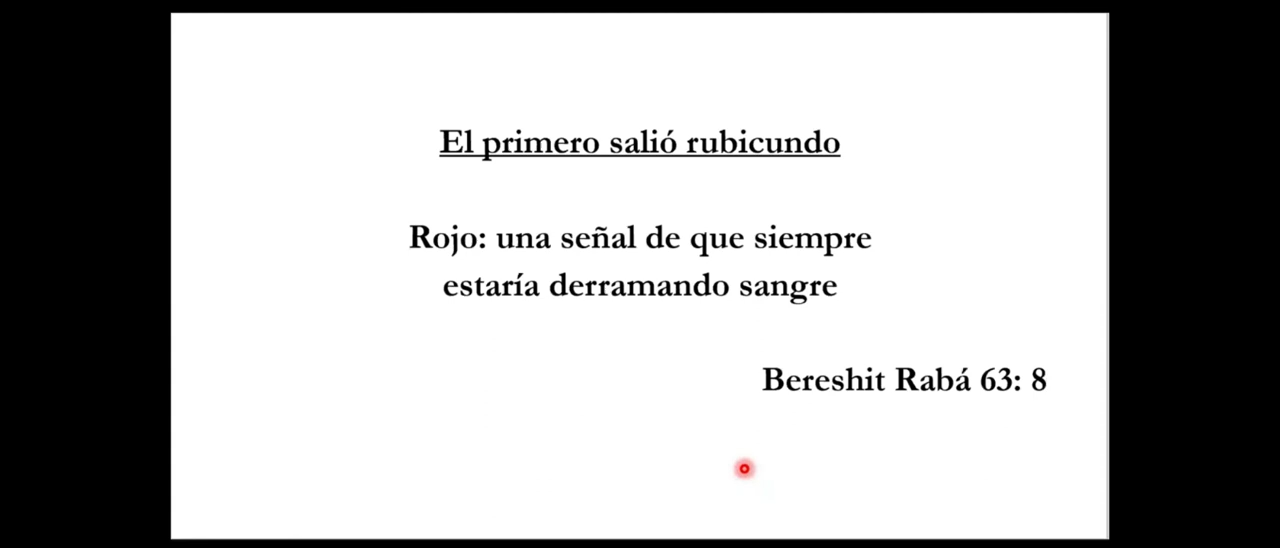 El primero salió rubicundo
Rojo: una señal de que siempre
estaría derramando sangre
Bereshit Rabá 63: 8